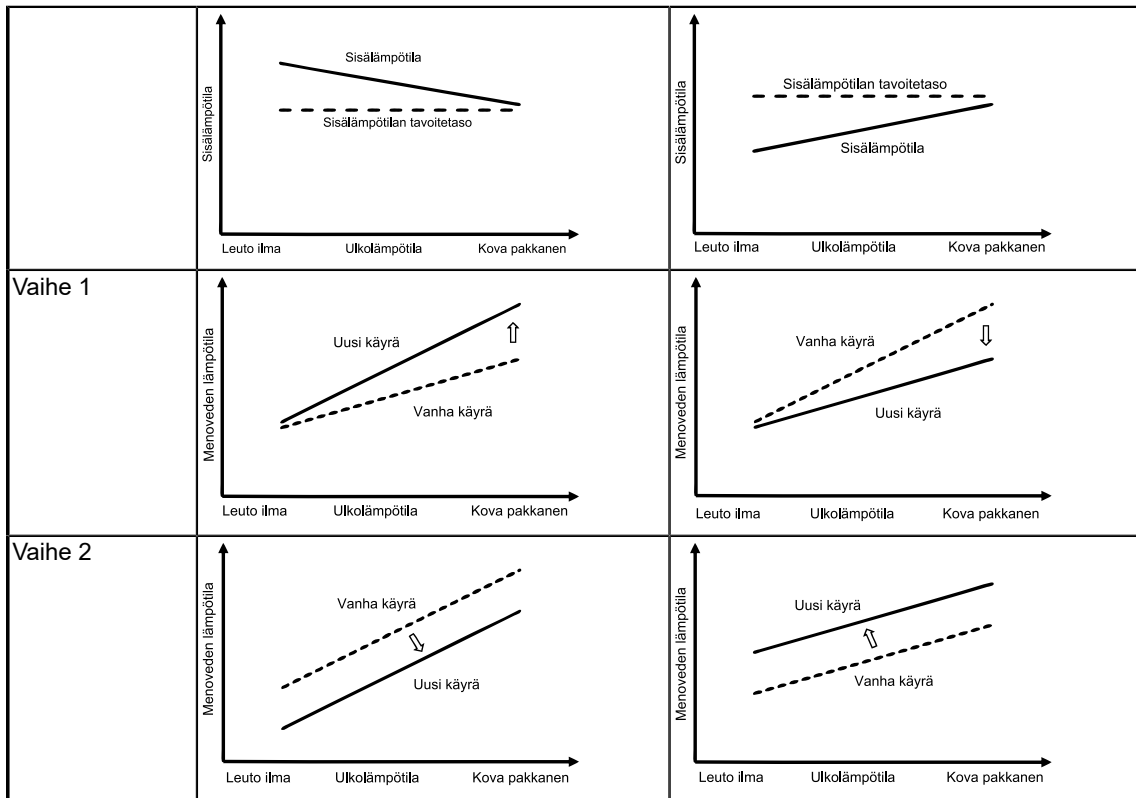 Sisälämpötila
Sisälämpötila
Sisälämpötilan tavoitetaso
Leuto ilma Ulkolämpötila Kova pakkanen
Sisälämpötila
Sisälämpötilan tavoitetaso
Sisälämpötila
Leuto ilma Ulkolämpötila Kova pakkanen
Vaihe 1
Menoveden lämpötila
Uusi käyrä
Vanha käyrä
Leuto ilma Ulkolämpötila Kova pakkanen
Menoveden lämpötila
Vanha käyrä
Uusi käyrä
Leuto ilma Ulkolämpötila Kova pakkanen
Vaihe 2
Menoveden lämpötila
Vanha käyrä
Uusi käyrä
Leuto ilma Ulkolämpötila Kova pakkanen
Menoveden lämpötila
Uusi käyrä
Vanha käyrä
Leuto ilma Ulkolämpötila Kova pakkanen